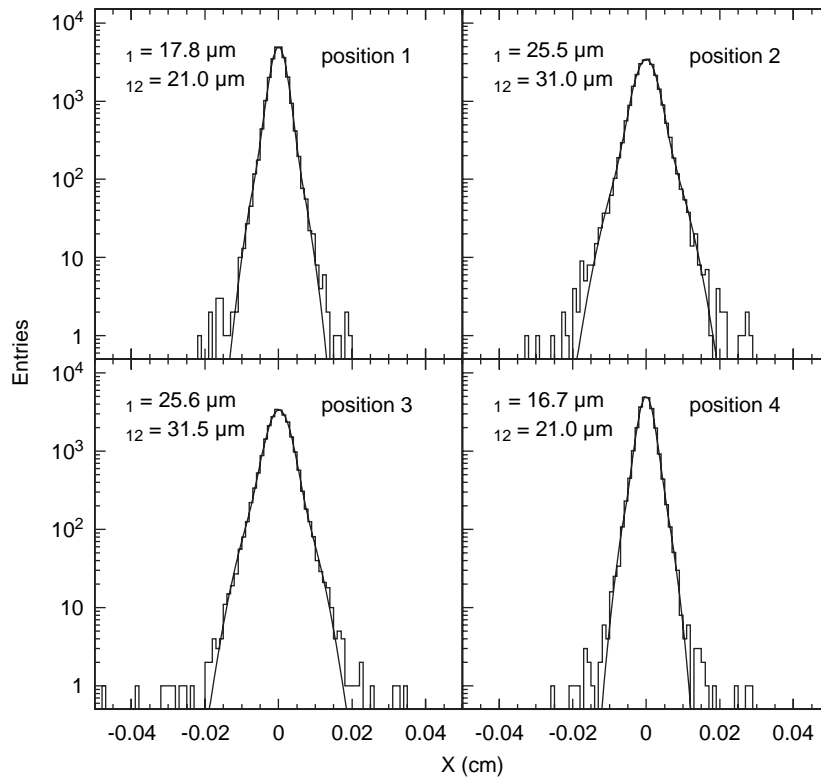 10⁴
10³
10²
10
1
₁ = 17.8 µm
₁₂ = 21.0 µm
position 1
₁ = 25.5 µm
₁₂ = 31.0 µm
position 2
Entries
10⁴
10³
10²
10
1
₁ = 25.6 µm
₁₂ = 31.5 µm
position 3
₁ = 16.7 µm
₁₂ = 21.0 µm
position 4
-0.04 -0.02 0 0.02 0.04
-0.04 -0.02 0 0.02 0.04
X (cm)